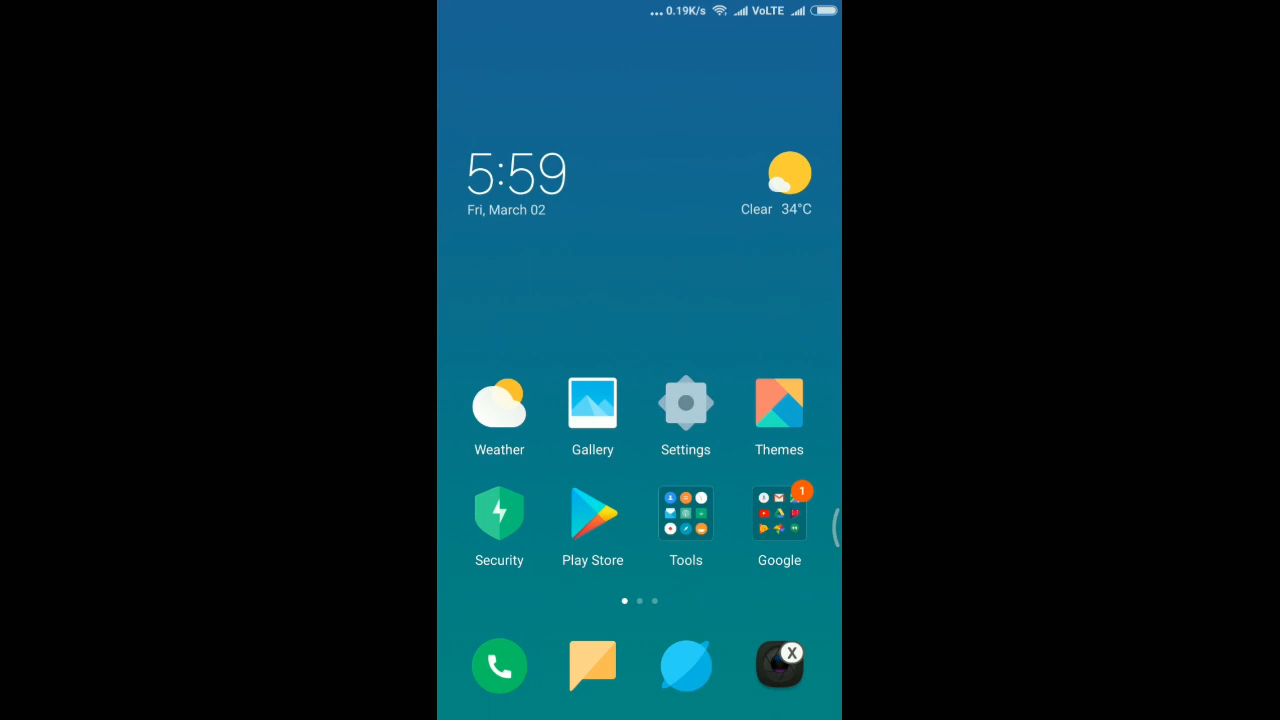 ...0.19K/s VoLTE
5:59
Fri, March 02
Clear 34°C
Weather Gallery Settings Themes
1
Security Play Store Tools Google
X